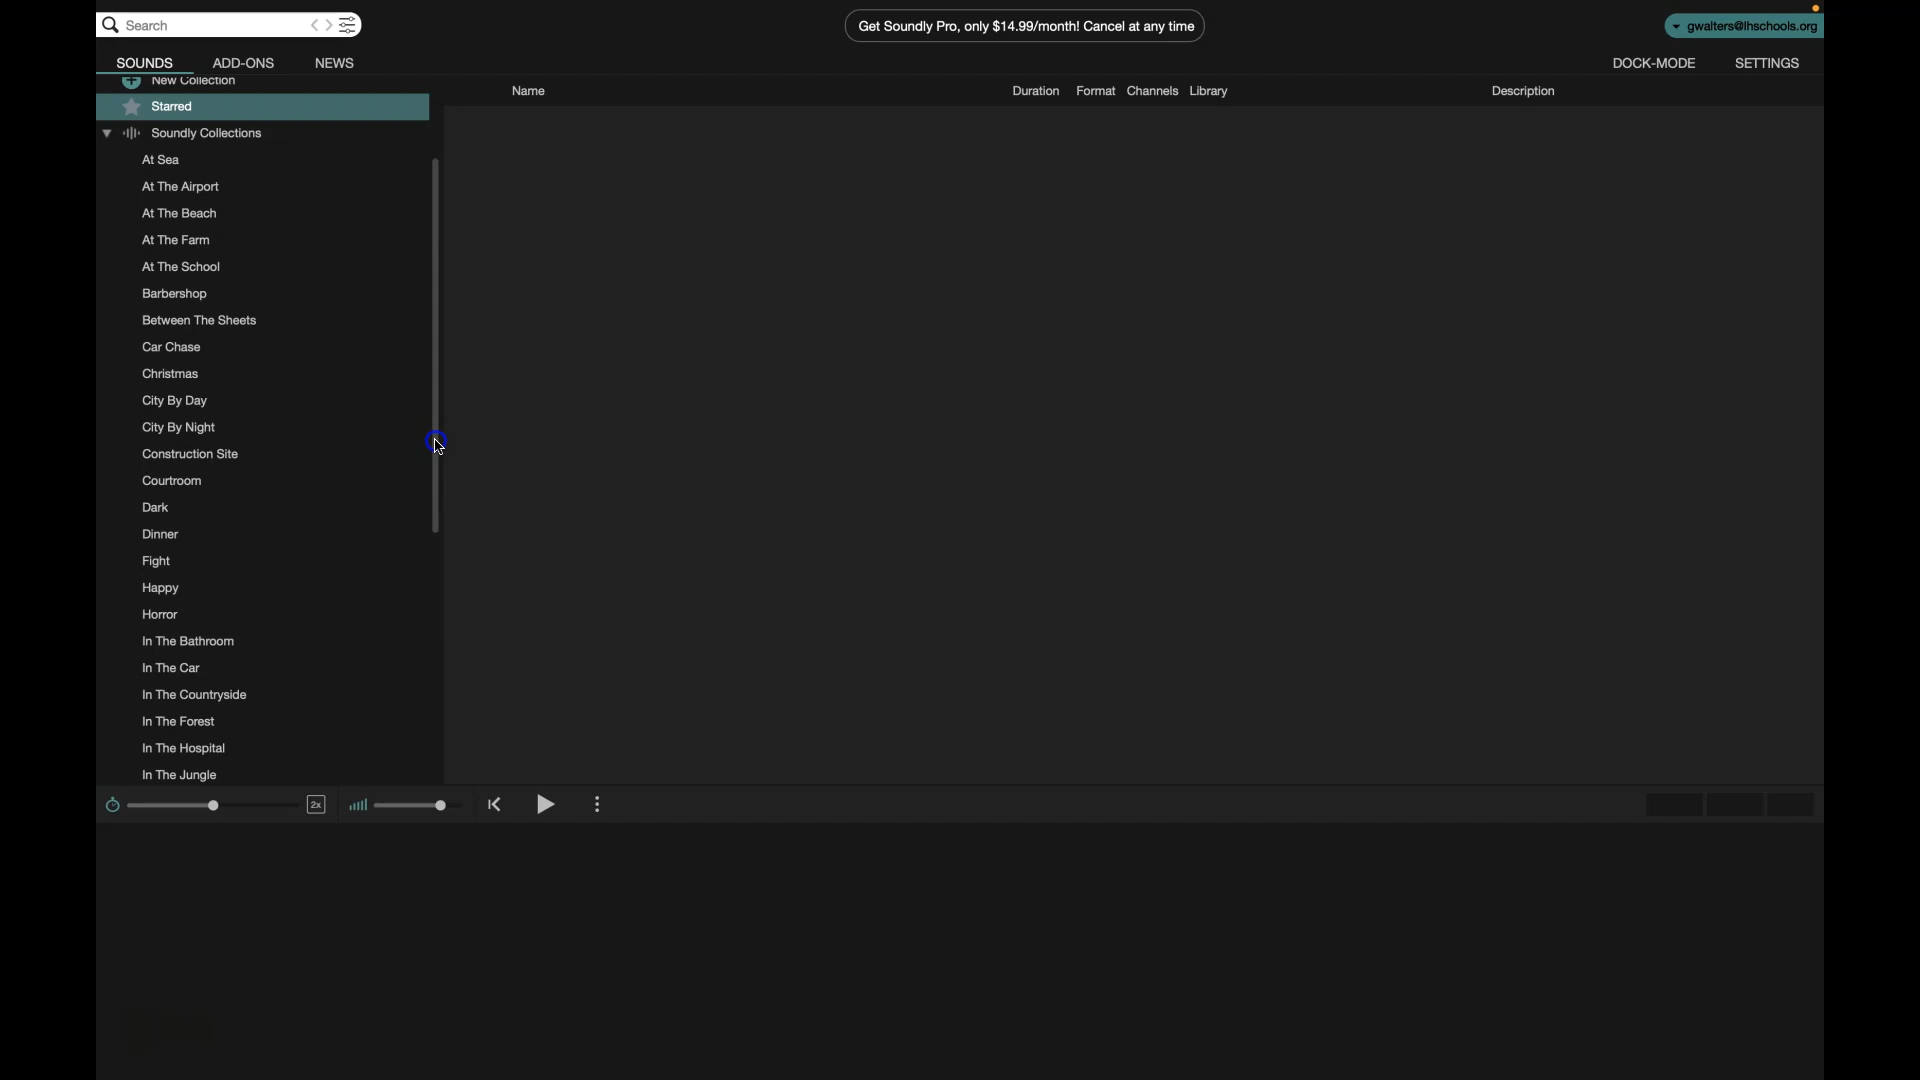 Search
Get Soundly Pro, only $14.99/month! Cancel at any time
gwalters@lhschools.org
SOUNDS ADD-ONS NEWS DOCK-MODE SETTINGS
New Collection
Name Duration Format Channels Library Description
Starred
Soundly Collections
At Sea
At The Airport
At The Beach
At The Farm
At The School
Barbershop
Between The Sheets
Car Chase
Christmas
City By Day
City By Night
Construction Site
Courtroom
Dark
Dinner
Fight
Happy
Horror
In The Bathroom
In The Car
In The Countryside
In The Forest
In The Hospital
In The Jungle
2x